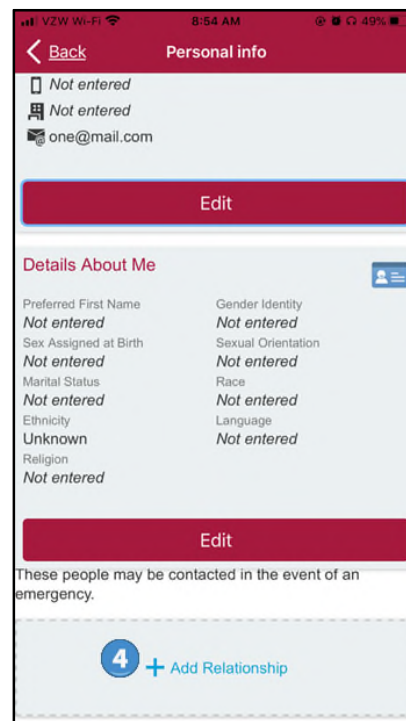 VZW Wi-Fi 8:54 AM 49%
Back Personal info
Not entered
Not entered
one@mail.com
Edit
Details About Me
Preferred First Name Gender Identity
Not entered Not entered
Sex Assigned at Birth Sexual Orientation
Not entered Not entered
Marital Status Race
Not entered Not entered
Ethnicity Language
Unknown Not entered
Religion
Not entered
Edit
These people may be contacted in the event of an
emergency.
4 + Add Relationship